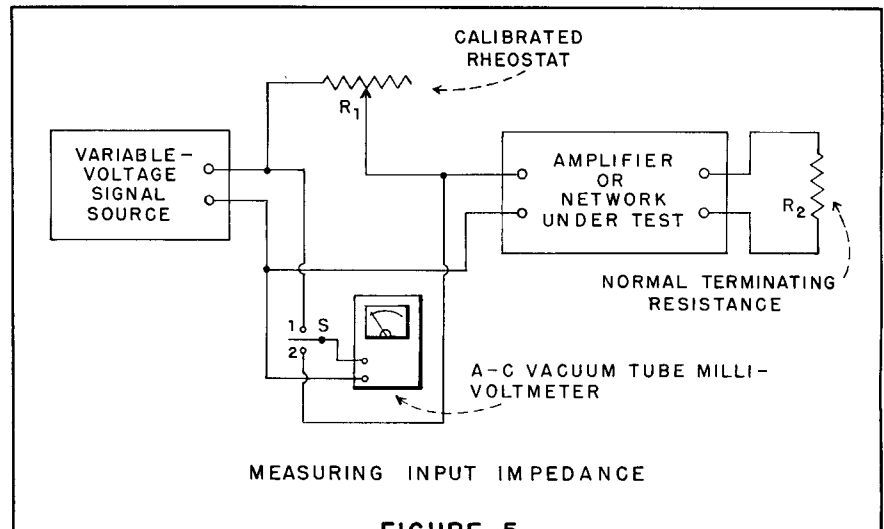 CALIBRATED
RHEOSTAT
R1
VARIABLE-
VOLTAGE
SIGNAL
SOURCE
AMPLIFIER
OR
NETWORK
UNDER TEST
R2
NORMAL TERMINATING
RESISTANCE
1 S
2
A-C VACUUM TUBE MILLI-
VOLTMETER
MEASURING INPUT IMPEDANCE
FIGURE 5